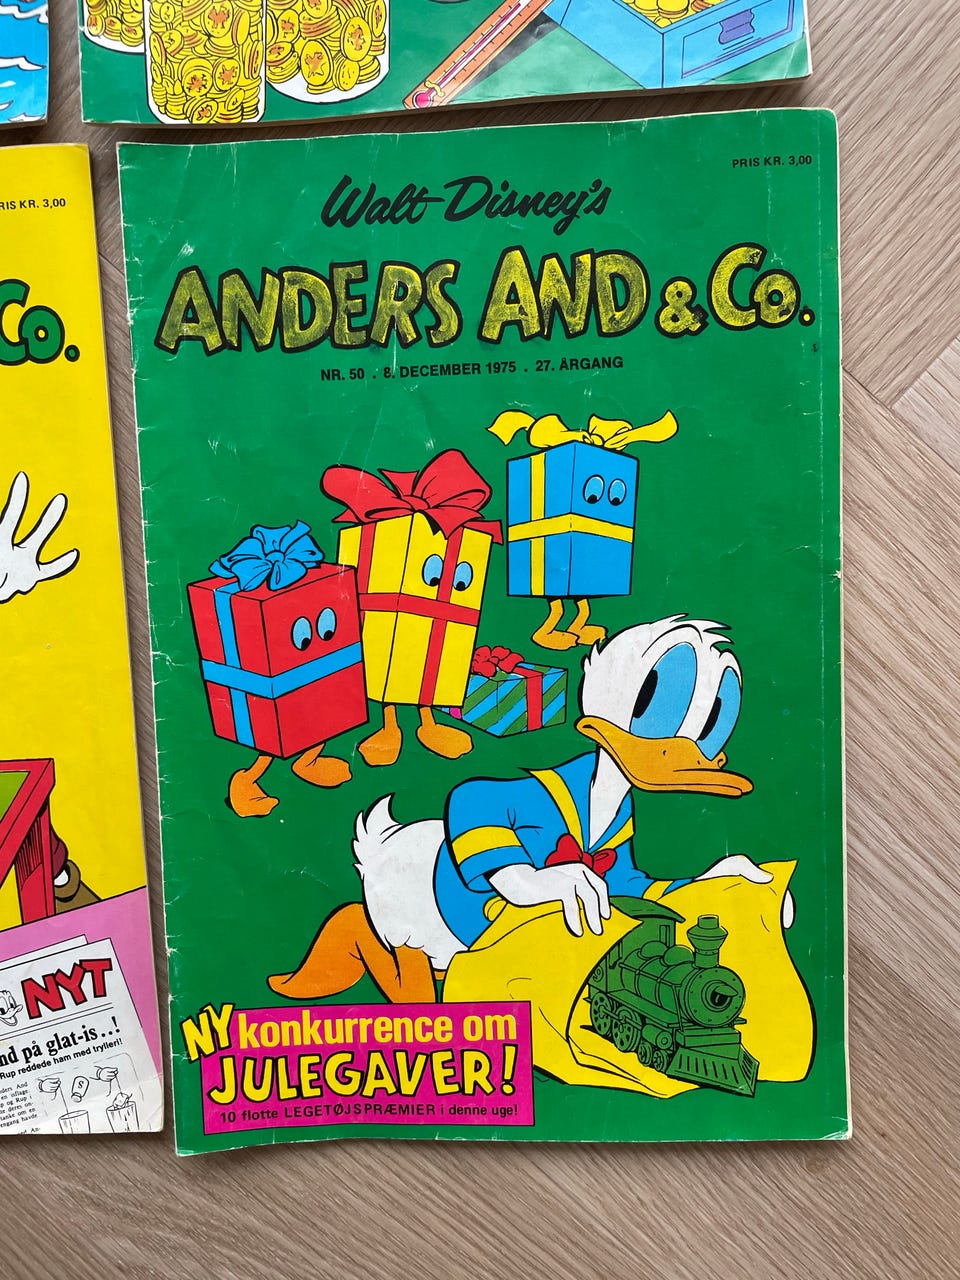 PRIS KR. 3,00
Walt Disney's
ANDERS AND & Co.
NR. 50 . 8. DECEMBER 1975 . 27. ÅRGANG
NY konkurrence om
JULEGAVER!
10 flotte LEGETØJSPRÆMIER i denne uge!
RIS KR. 3,00
Co.
NYT
nd på glat-is..!
Rup reddede ham med trylleri!